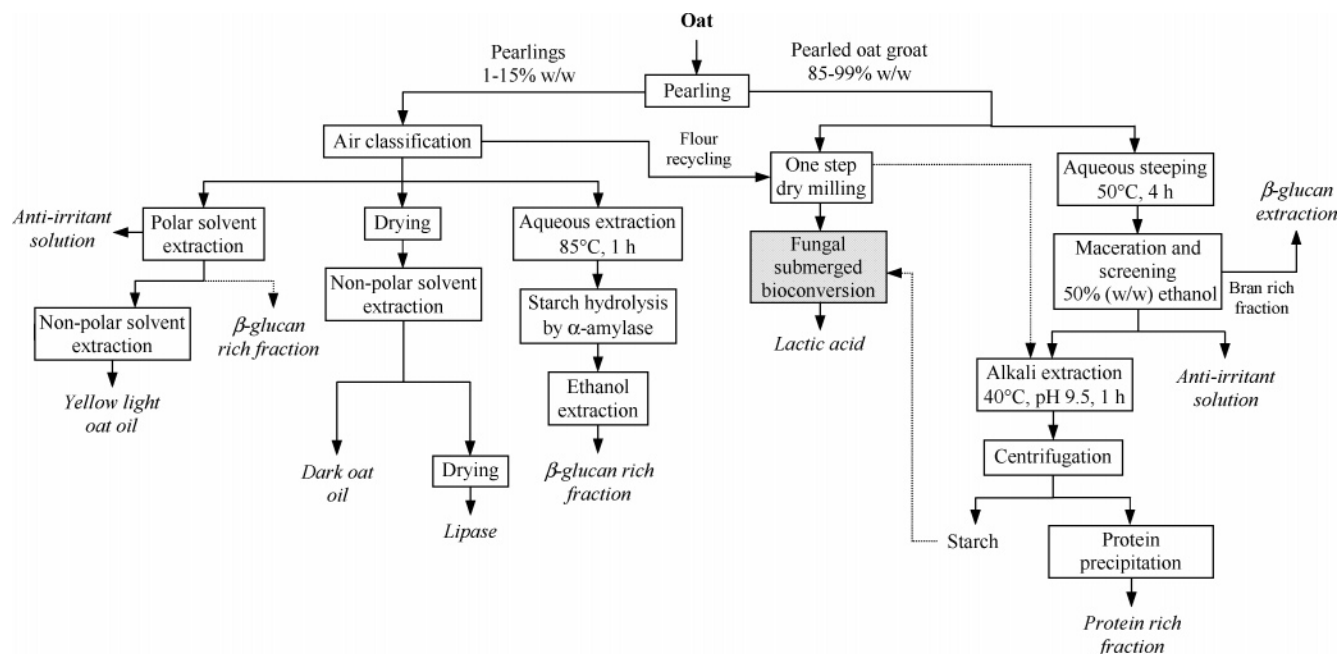 Oat
Pearlings
1-15% w/w
Pearled oat groat
85-99% w/w
Pearling
Air classification
Flour
recycling
One step
dry milling
Aqueous steeping
50°C, 4 h
β-glucan
extraction
Anti-irritant
solution
Polar solvent
extraction
Drying
Aqueous extraction
85°C, 1 h
Fungal
submerged
bioconversion
Maceration and
screening
50% (w/w) ethanol
Bran rich
fraction
Non-polar solvent
extraction
β-glucan
rich fraction
Non-polar solvent
extraction
Starch hydrolysis
by α-amylase
Lactic acid
Alkali extraction
40°C, pH 9.5, 1 h
Anti-irritant
solution
Yellow light
oat oil
Ethanol
extraction
Centrifugation
Dark oat
oil
Drying
β-glucan rich
fraction
Lipase
Starch
Protein
precipitation
Protein rich
fraction